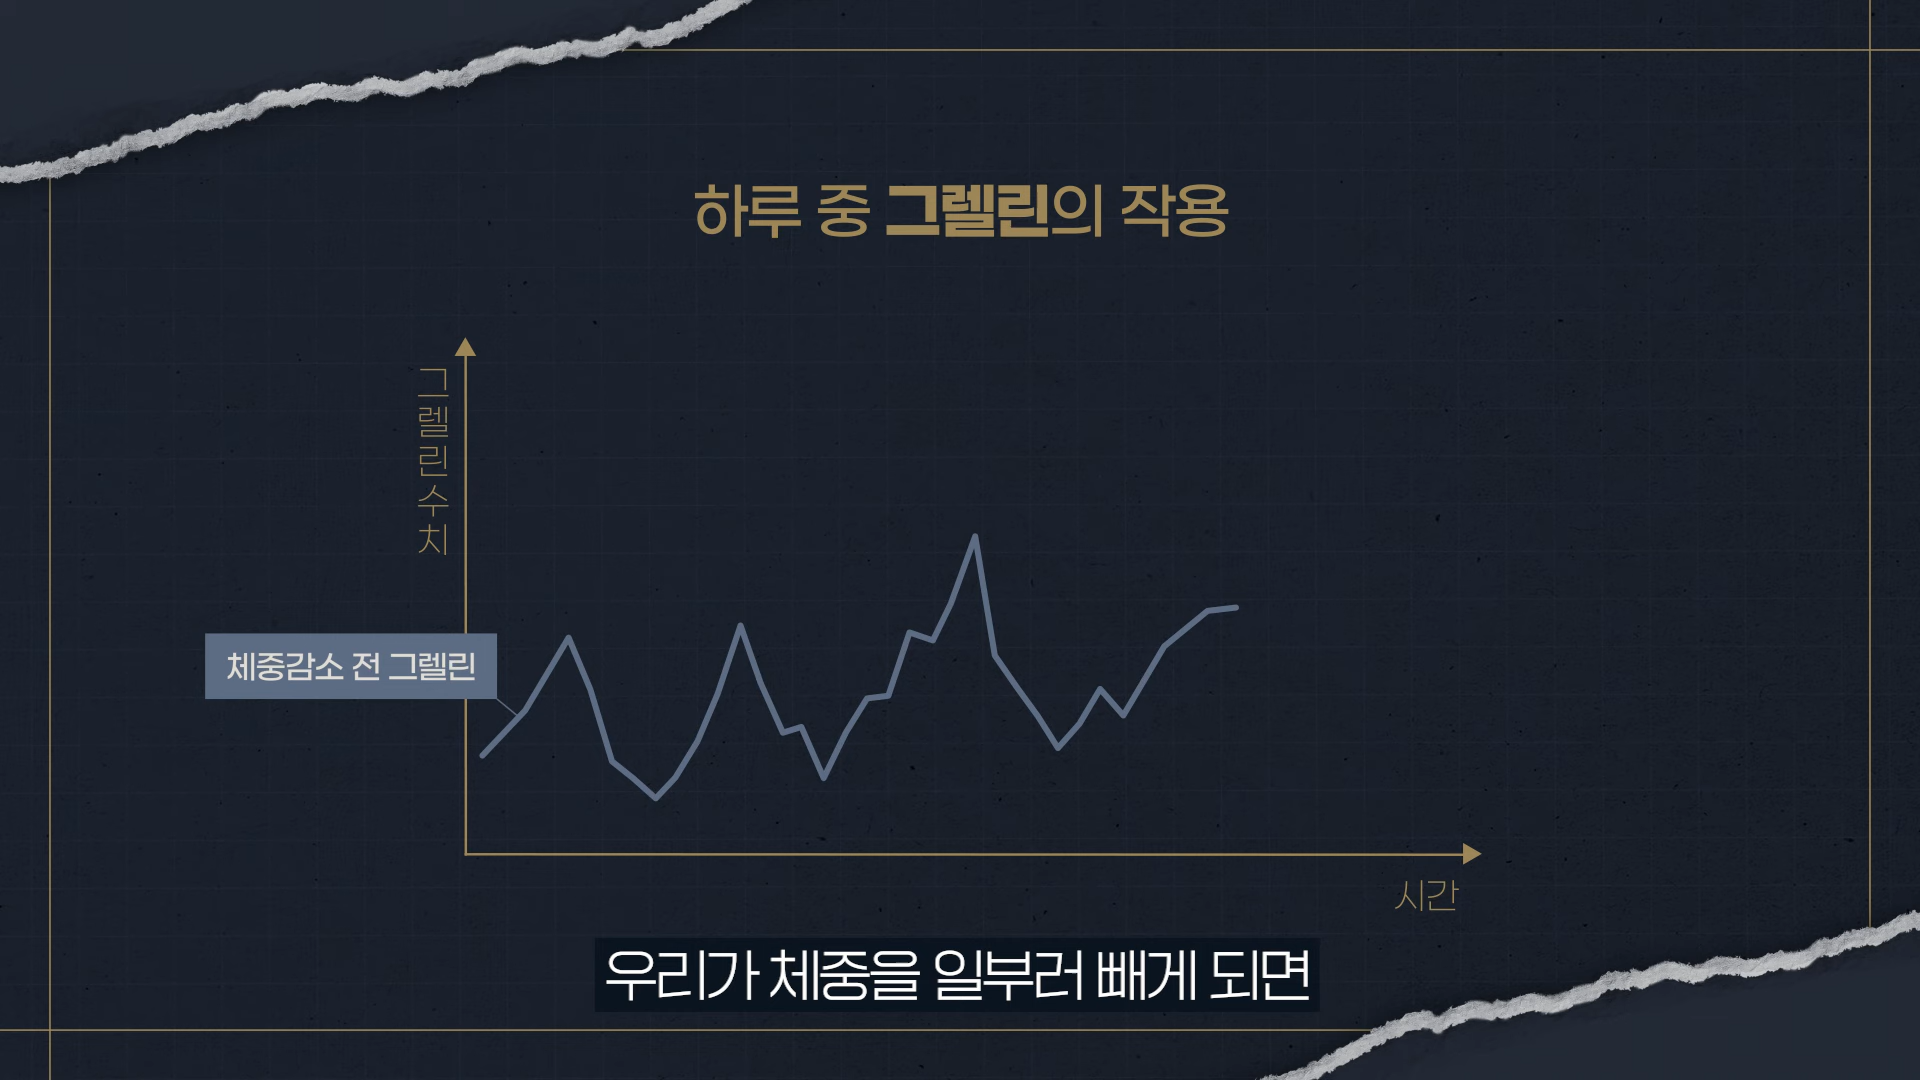 하루 중 그렐린의 작용
그렐린수치
체중감소 전 그렐린
시간
우리가 체중을 일부러 빼게 되면